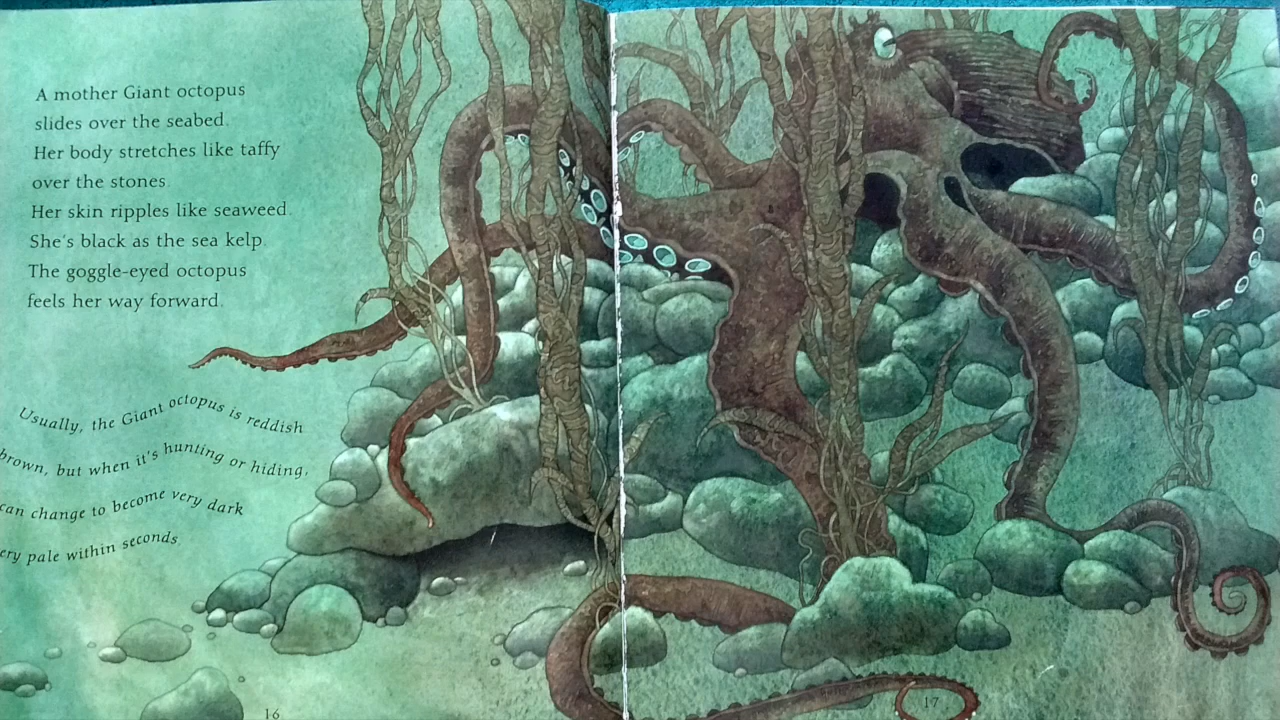 A mother Giant octopus
slides over the seabed.
Her body stretches like taffy
over the stones.
Her skin ripples like seaweed.
She's black as the sea kelp.
The goggle-eyed octopus
feels her way forward.
Usually, the Giant octopus is reddish
brown, but when it's hunting or hiding,
can change to become very dark
ery pale within seconds.
16
17